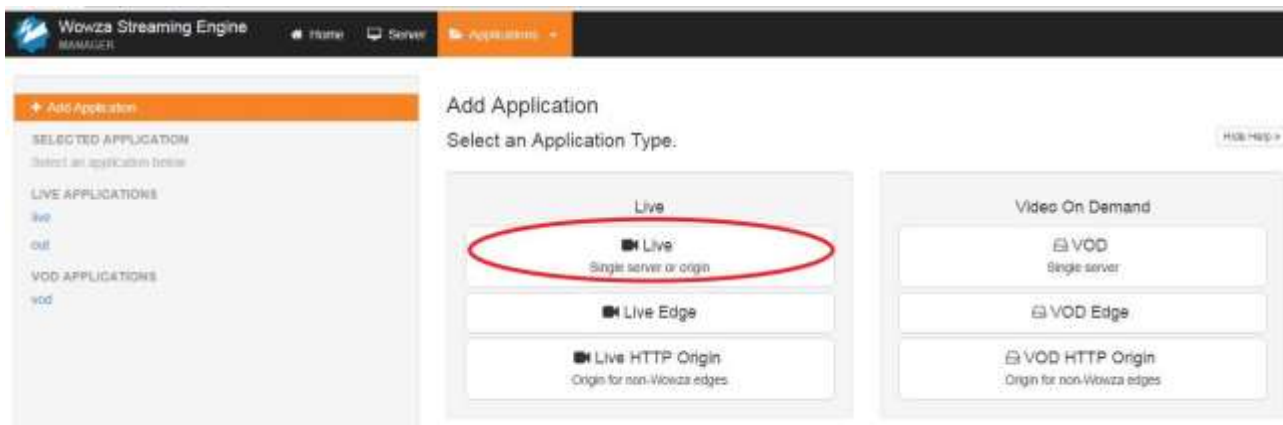 Wowza Streaming Engine
MANAGER
Home
Server
Applications
+ Add Application
SELECTED APPLICATION
Select an application below
LIVE APPLICATIONS
live
out
VOD APPLICATIONS
vod
Add Application
Select an Application Type.
Hide Help »
Live
Live
Single server or origin
Live Edge
Live HTTP Origin
Origin for non-Wowza edges
Video On Demand
VOD
Single server
VOD Edge
VOD HTTP Origin
Origin for non-Wowza edges